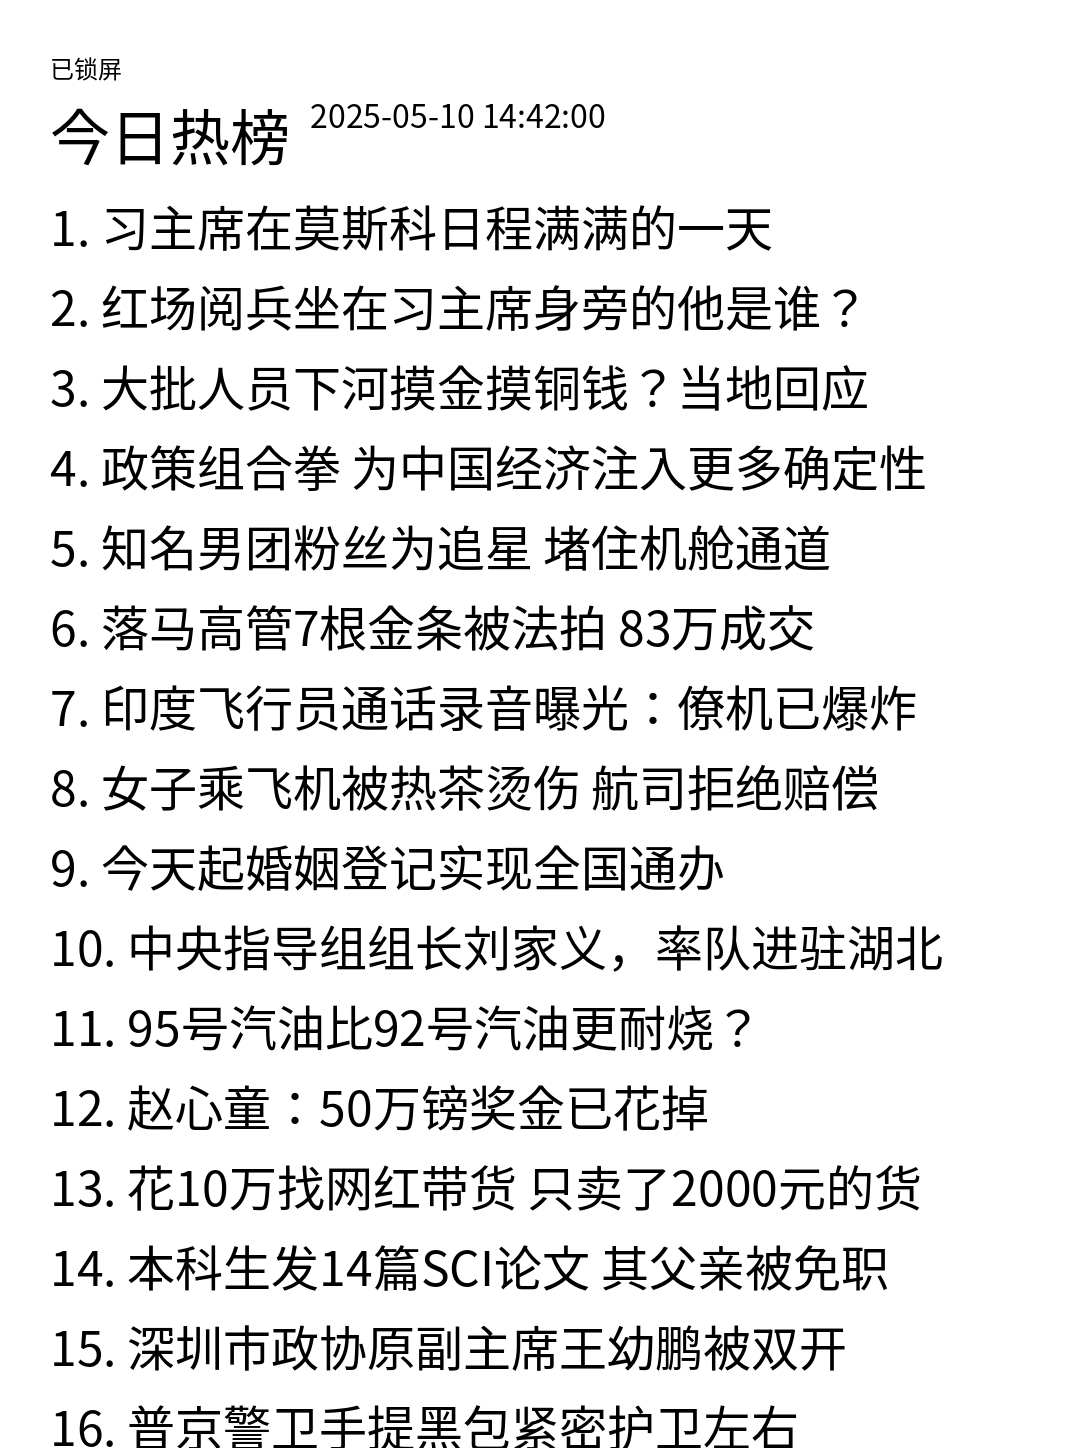 已锁屏
今日热榜 2025-05-10 14:42:00
1. 习主席在莫斯科日程满满的一天
2. 红场阅兵坐在习主席身旁的他是谁？
3. 大批人员下河摸金摸铜钱？当地回应
4. 政策组合拳 为中国经济注入更多确定性
5. 知名男团粉丝为追星 堵住机舱通道
6. 落马高管7根金条被法拍 83万成交
7. 印度飞行员通话录音曝光：僚机已爆炸
8. 女子乘飞机被热茶烫伤 航司拒绝赔偿
9. 今天起婚姻登记实现全国通办
10. 中央指导组组长刘家义，率队进驻湖北
11. 95号汽油比92号汽油更耐烧？
12. 赵心童：50万镑奖金已花掉
13. 花10万找网红带货 只卖了2000元的货
14. 本科生发14篇SCI论文 其父亲被免职
15. 深圳市政协原副主席王幼鹏被双开
16. 普京警卫手提黑包紧密护卫左右